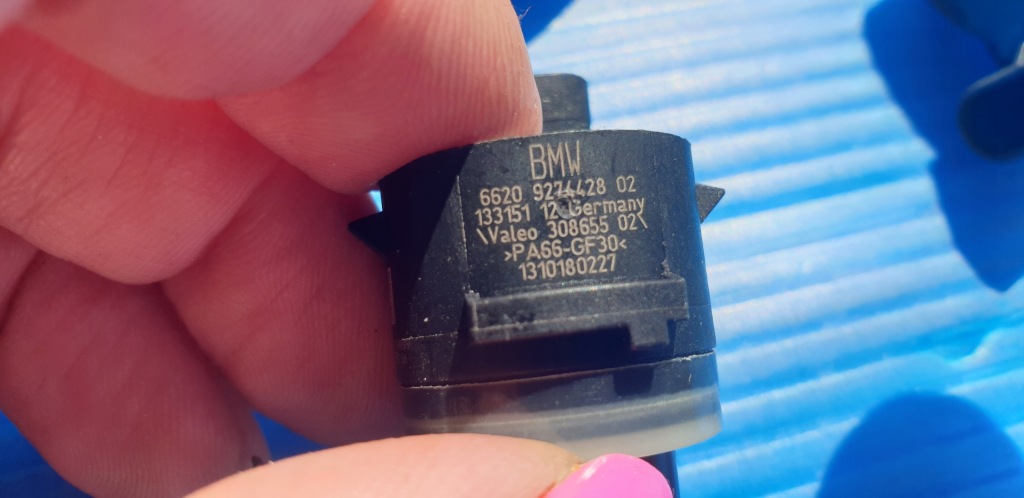 BMW
6620 9274428 02
133151 12 Germany
\Valeo 308655 02\
>PA66-GF30<
1310180227